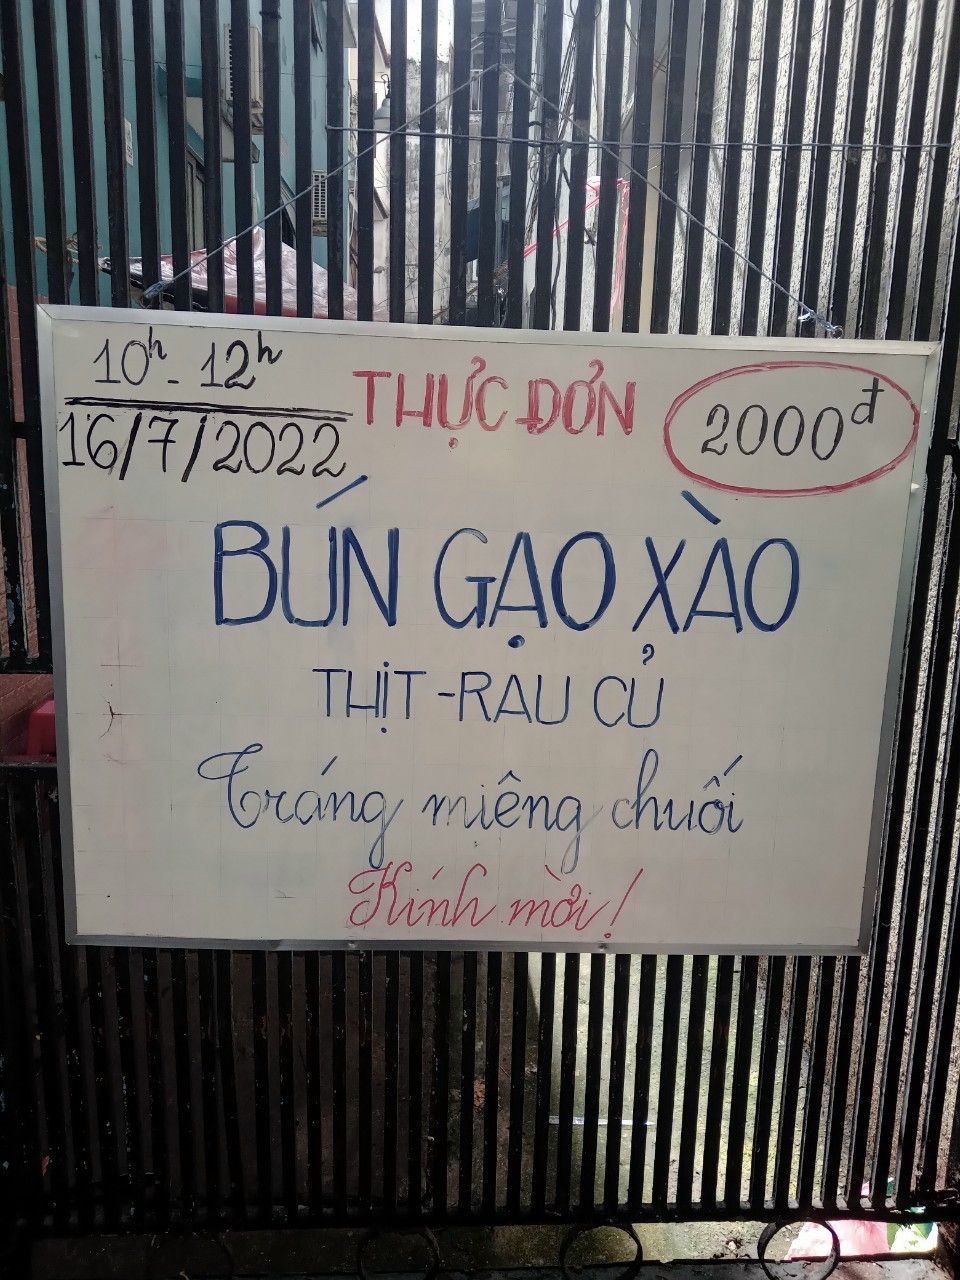 10h - 12h
16/7/2022
THỰC ĐƠN
2000đ
BÚN GẠO XÀO
THỊT - RAU CỦ
Tráng miệng chuối
Kính mời!